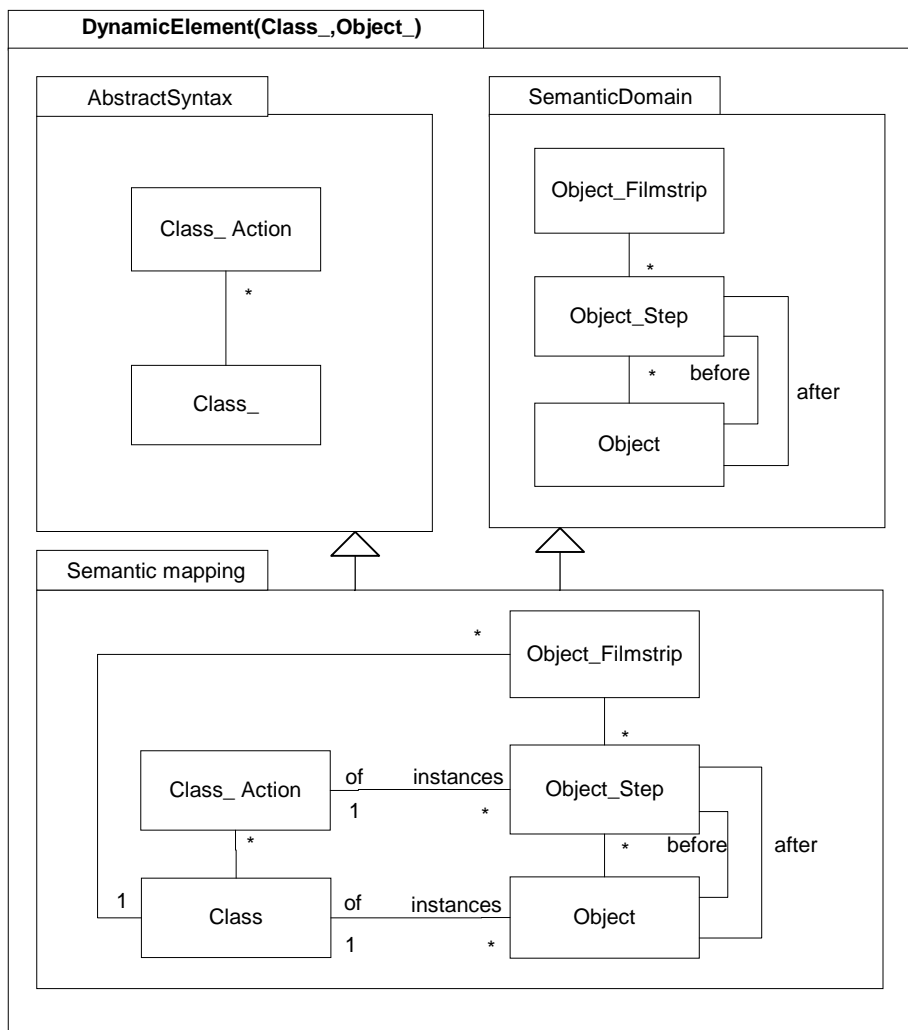 DynamicElement(Class_,Object_)
AbstractSyntax
SemanticDomain
Class_ Action
*
Class_
Object_Filmstrip
*
Object_Step
*
before
after
Object
Semantic mapping
*
Object_Filmstrip
*
Class_ Action
of
instances
1
*
Object_Step
*
*
before
after
1
Class
of
instances
1
*
Object